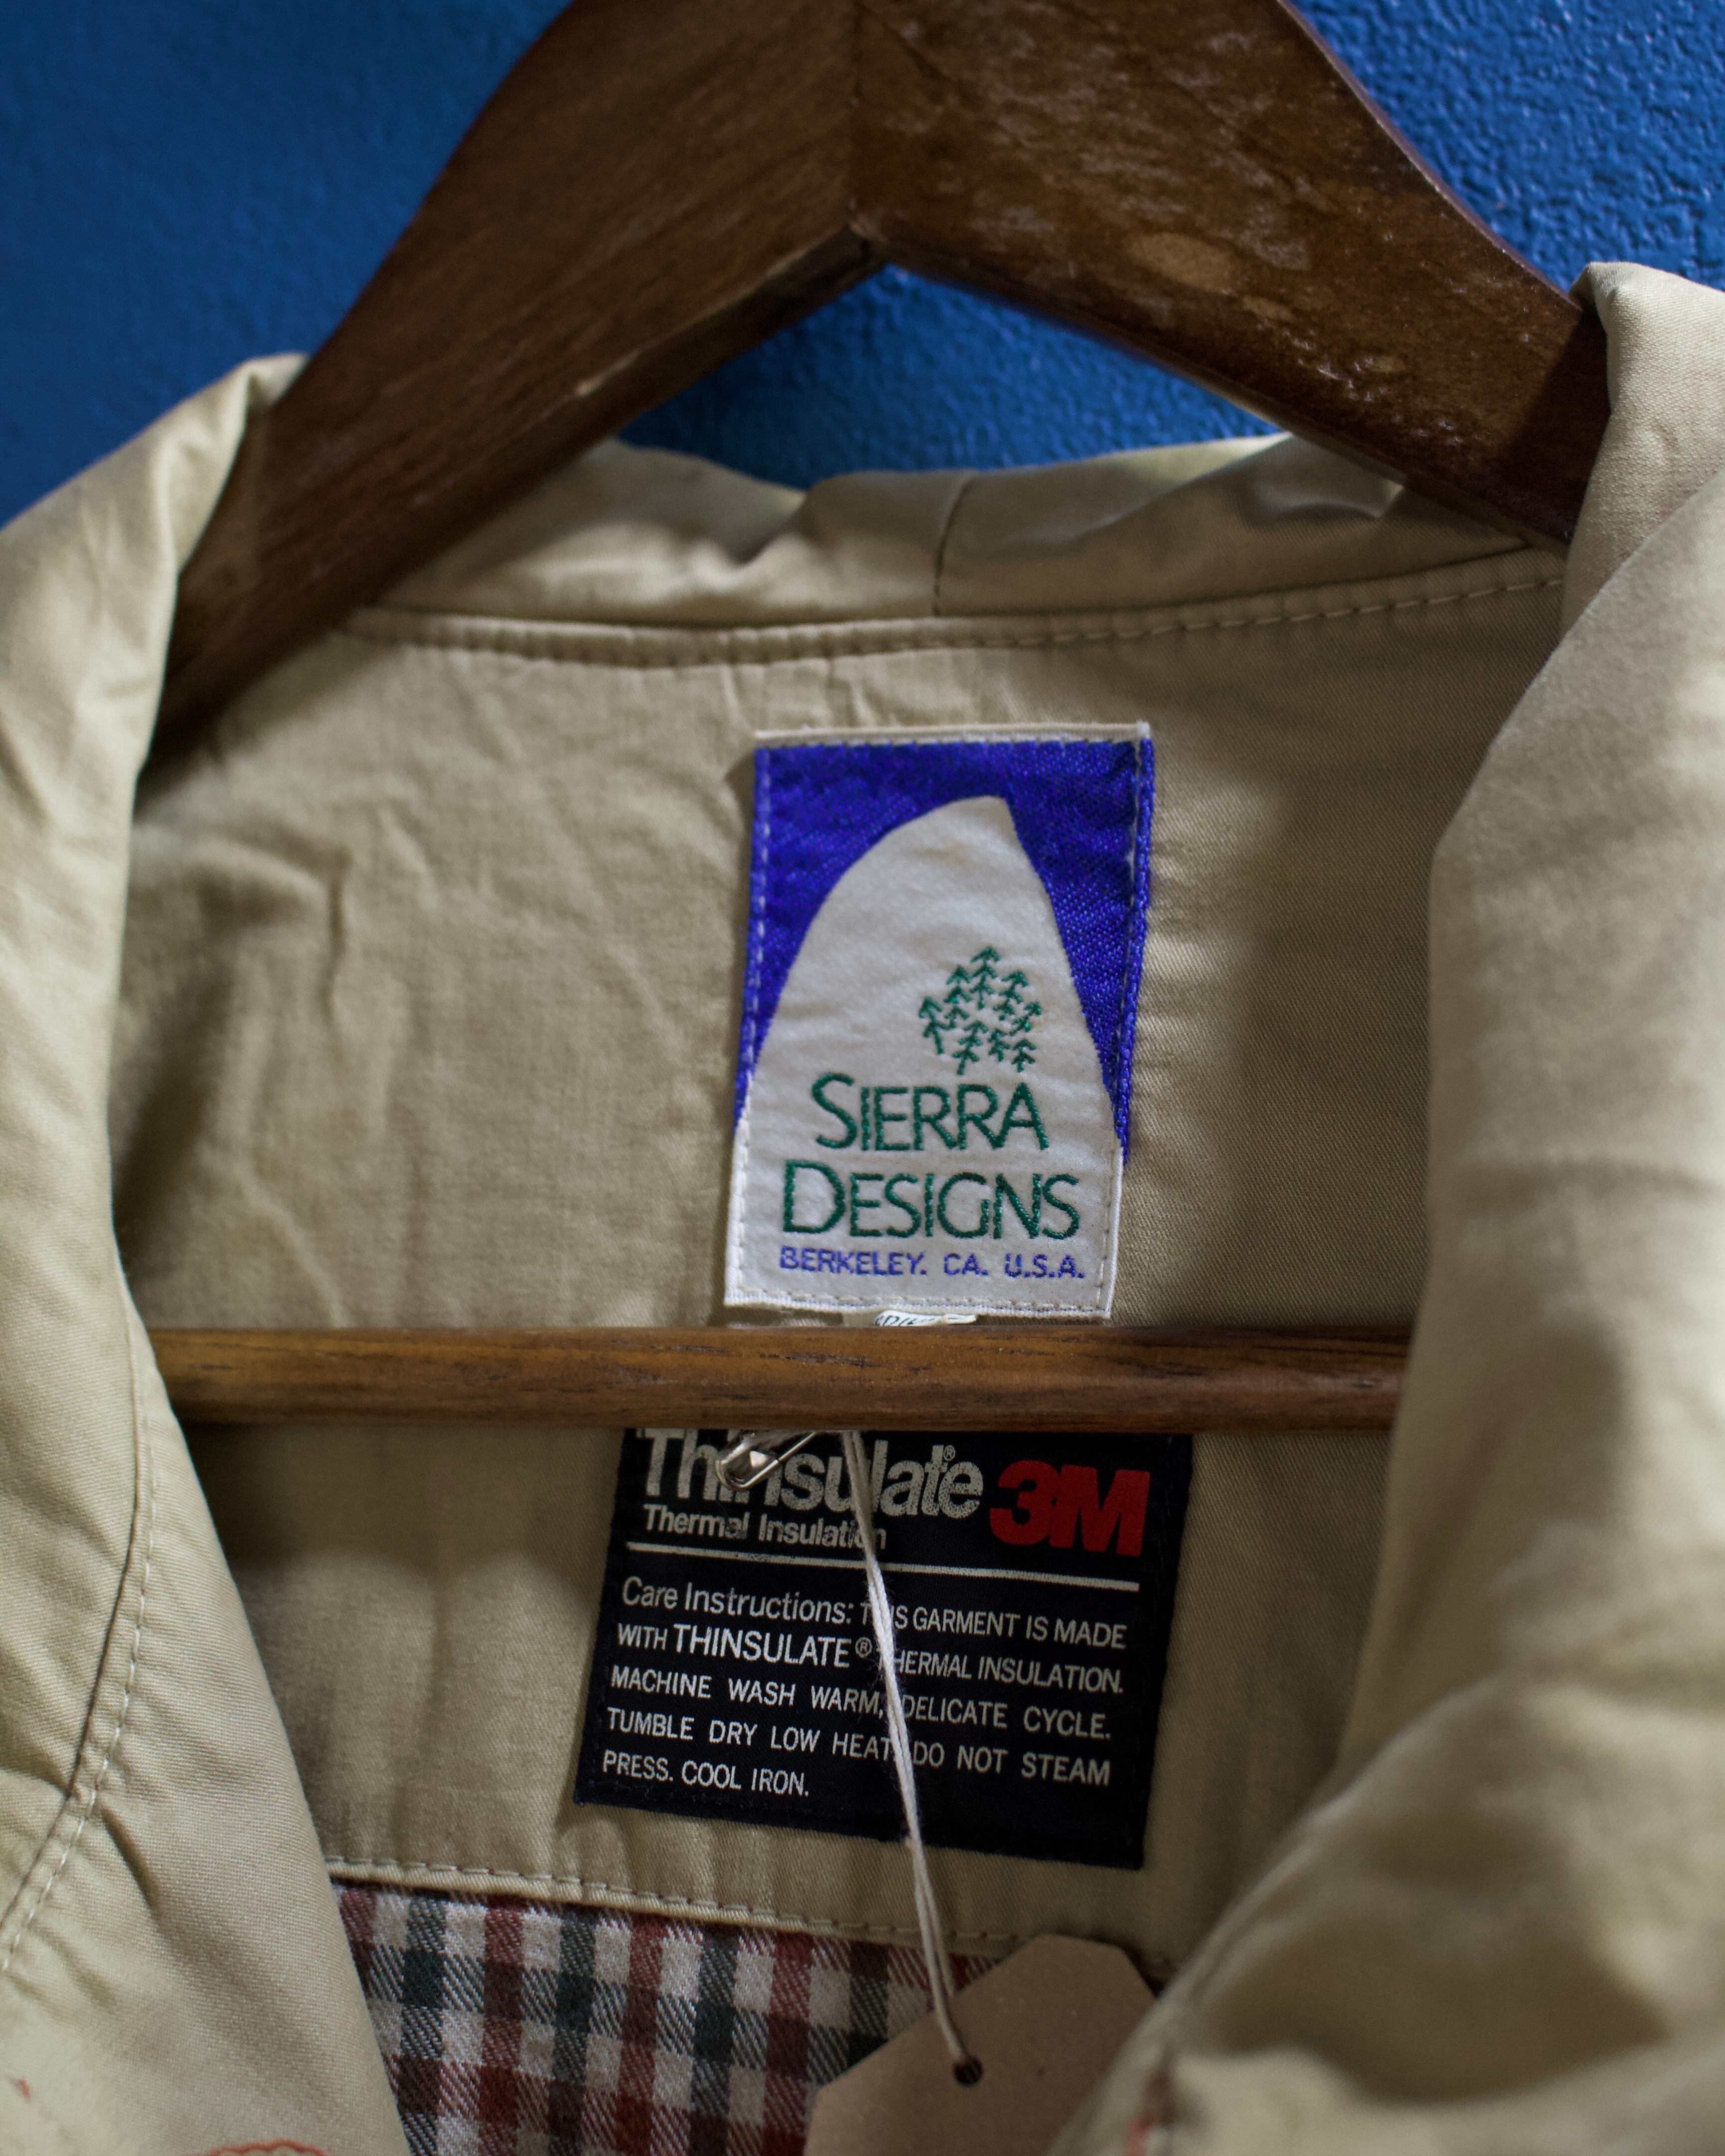 SIERRA
DESIGNS
BERKELEY. CA. U.S.A.
Thinsulate® 3M
Thermal Insulation
Care Instructions: THIS GARMENT IS MADE
WITH THINSULATE® THERMAL INSULATION.
MACHINE WASH WARM, DELICATE CYCLE.
TUMBLE DRY LOW HEAT. DO NOT STEAM
PRESS. COOL IRON.